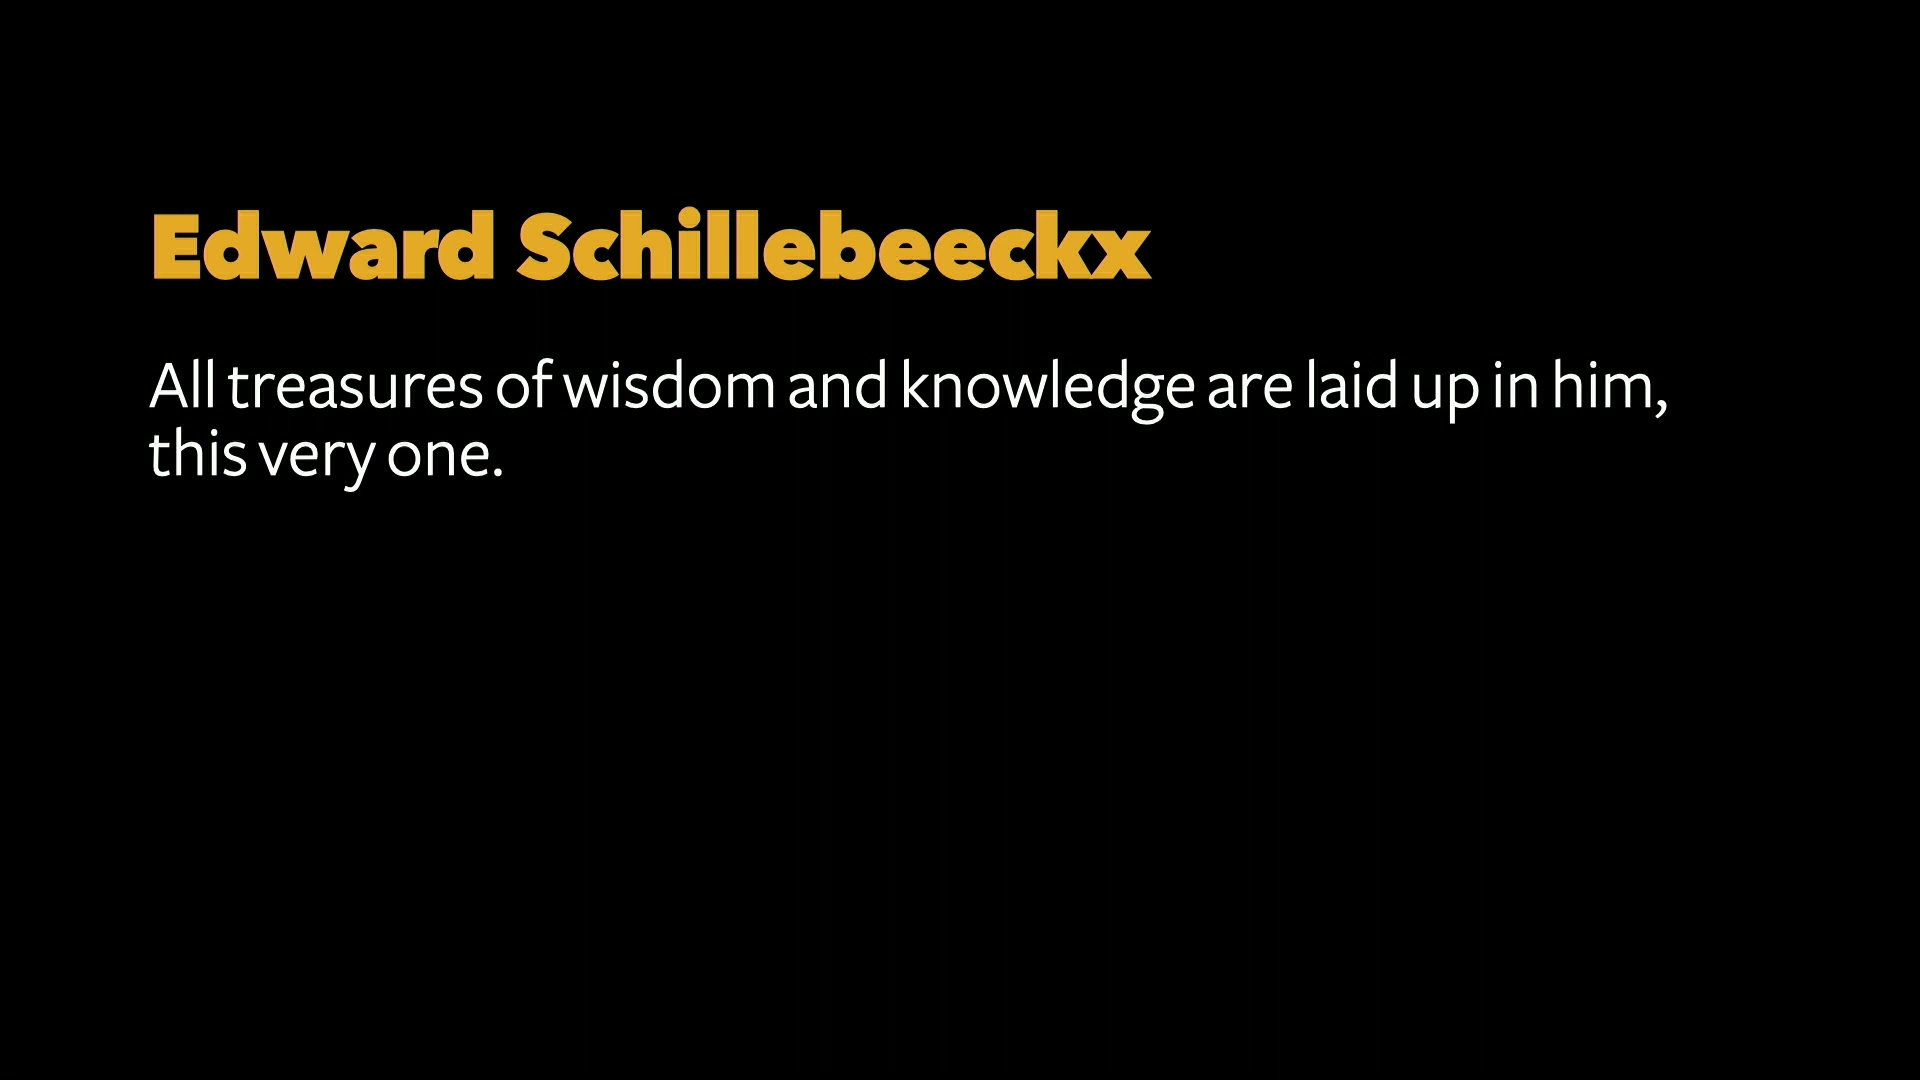 Edward Schillebeeckx
All treasures of wisdom and knowledge are laid up in him,
this very one.